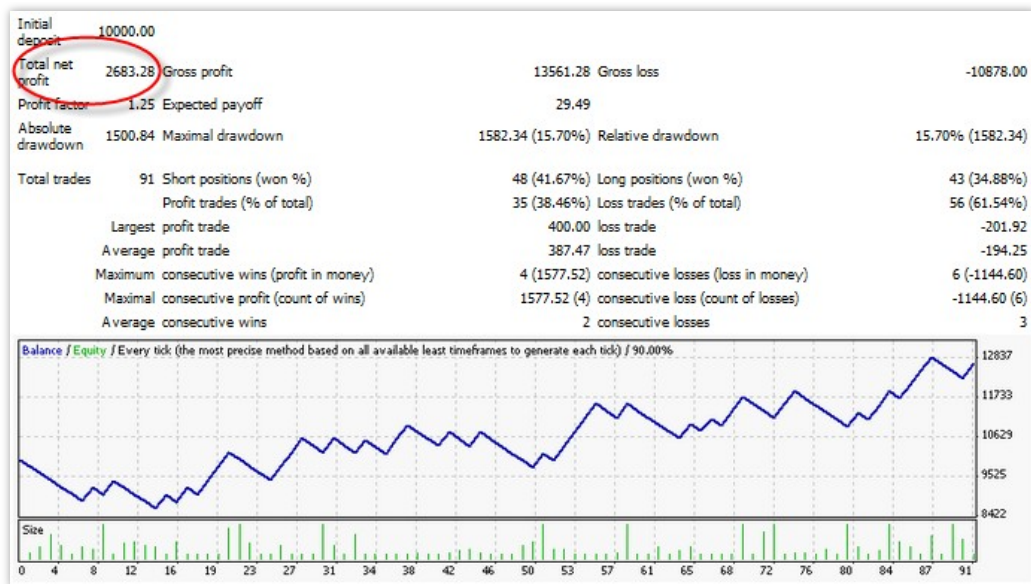 Initial deposit 10000.00
Total net profit 2683.28 Gross profit 13561.28 Gross loss -10878.00
Profit factor 1.25 Expected payoff 29.49
Absolute drawdown 1500.84 Maximal drawdown 1582.34 (15.70%) Relative drawdown 15.70% (1582.34)
Total trades 91 Short positions (won %) 48 (41.67%) Long positions (won %) 43 (34.88%)
Profit trades (% of total) 35 (38.46%) Loss trades (% of total) 56 (61.54%)
Largest profit trade 400.00 loss trade -201.92
Average profit trade 387.47 loss trade -194.25
Maximum consecutive wins (profit in money) 4 (1577.52) consecutive losses (loss in money) 6 (-1144.60)
Maximal consecutive profit (count of wins) 1577.52 (4) consecutive loss (count of losses) -1144.60 (6)
Average consecutive wins 2 consecutive losses 3
Balance / Equity / Every tick (the most precise method based on all available least timeframes to generate each tick) / 90.00%
12837
11733
10629
9525
8422
Size
0 4 8 12 16 19 23 27 31 34 38 42 46 50 53 57 61 65 68 72 76 80 84 87 91